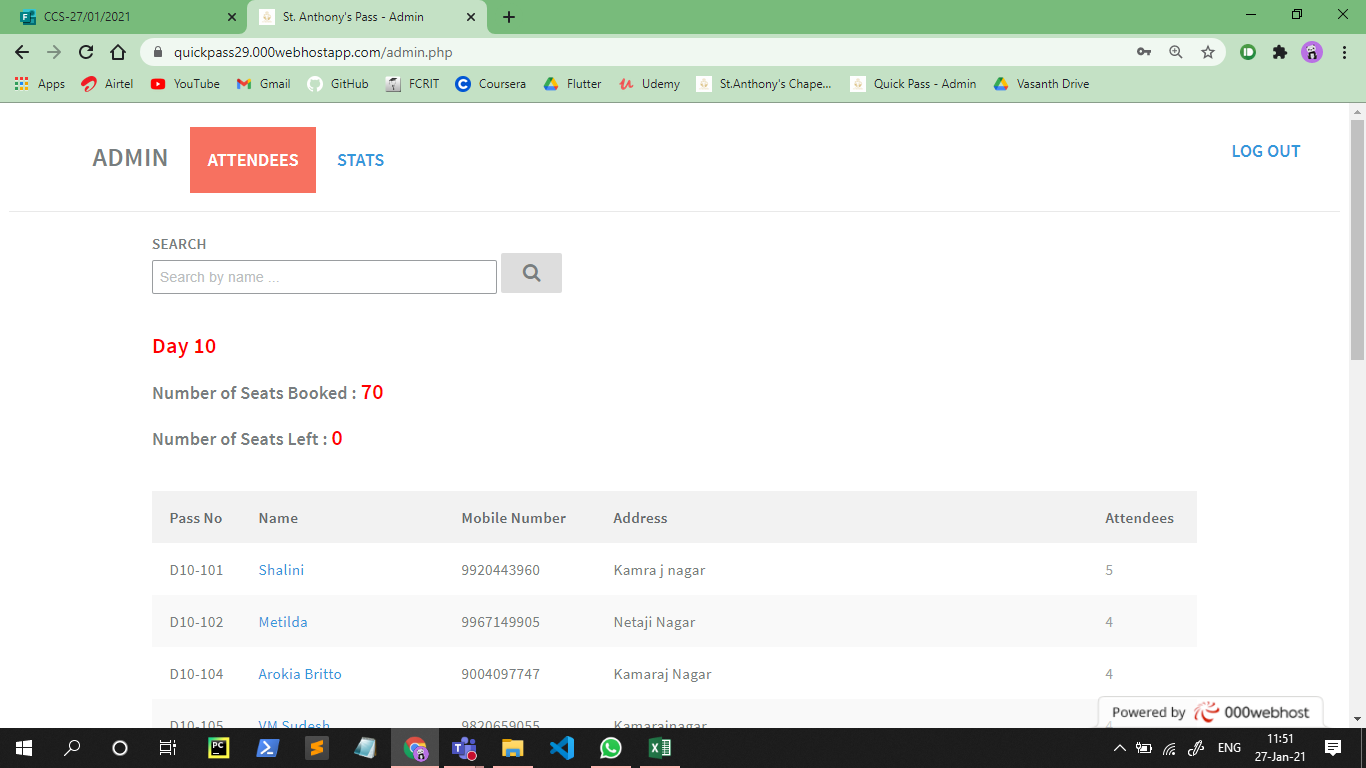 CCS-27/01/2021
St. Anthony's Pass - Admin
quickpass29.000webhostapp.com/admin.php
Apps Airtel YouTube Gmail GitHub FCRIT Coursera Flutter Udemy St.Anthony's Chape... Quick Pass - Admin Vasanth Drive
ADMIN ATTENDEES STATS LOG OUT
SEARCH
Search by name ...
Day 10
Number of Seats Booked : 70
Number of Seats Left : 0
Pass No Name Mobile Number Address Attendees
D10-101 Shalini 9920443960 Kamra j nagar 5
D10-102 Metilda 9967149905 Netaji Nagar 4
D10-104 Arokia Britto 9004097747 Kamaraj Nagar 4
D10-105 VM Sudesh 9820659055 Kamarajnagar
Powered by 000webhost
PC
ENG
11:51
27-Jan-21